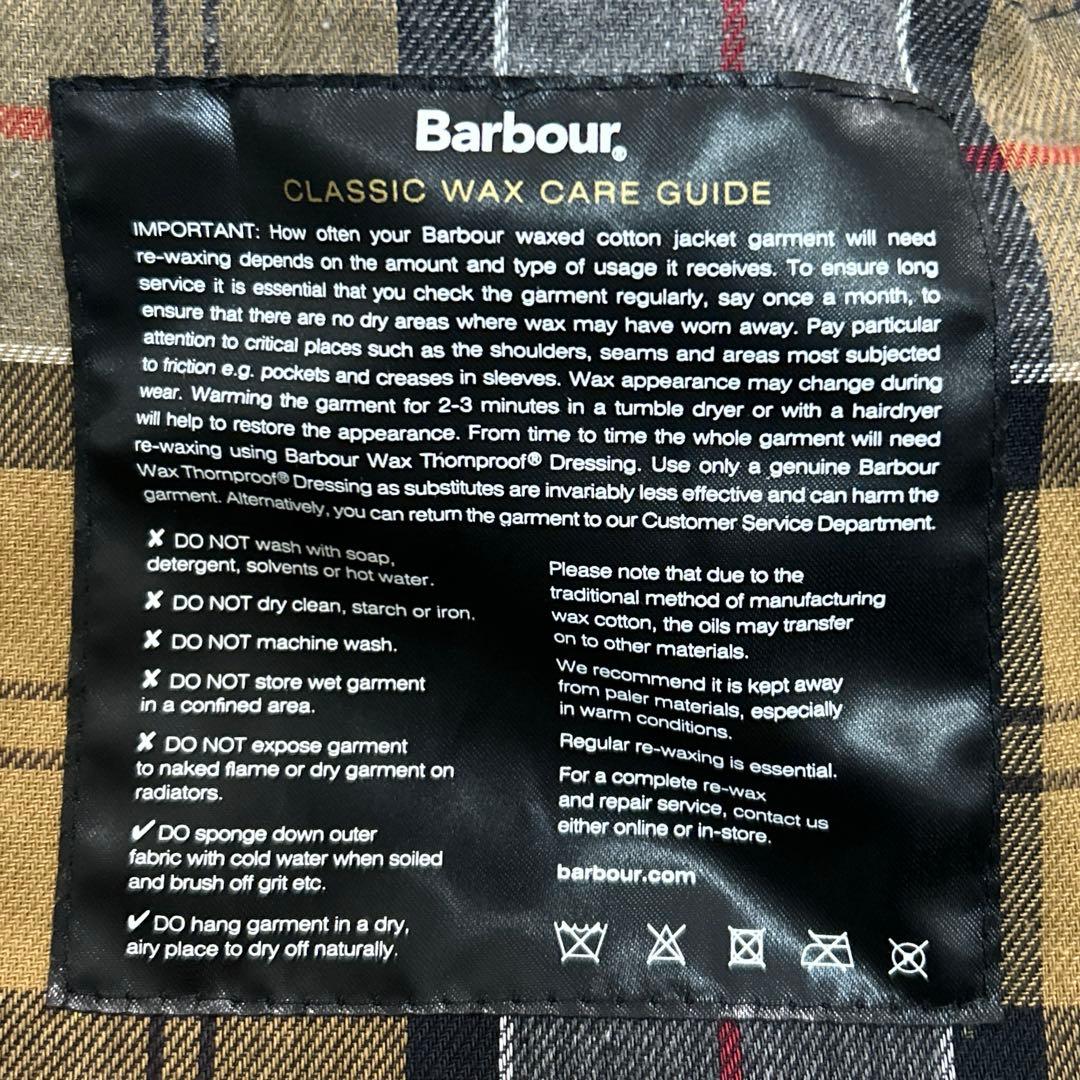 Barbour®
CLASSIC WAX CARE GUIDE
IMPORTANT: How often your Barbour waxed cotton jacket garment will need
re-waxing depends on the amount and type of usage it receives. To ensure long
service it is essential that you check the garment regularly, say once a month, to
ensure that there are no dry areas where wax may have worn away. Pay particular
attention to critical places such as the shoulders, seams and areas most subjected
to friction e.g. pockets and creases in sleeves. Wax appearance may change during
wear. Warming the garment for 2-3 minutes in a tumble dryer or with a hairdryer
will help to restore the appearance. From time to time the whole garment will need
re-waxing using Barbour Wax Thornproof® Dressing. Use only a genuine Barbour
Wax Thornproof® Dressing as substitutes are invariably less effective and can harm the
garment. Alternatively, you can return the garment to our Customer Service Department.
✘ DO NOT wash with soap,
detergent, solvents or hot water.
✘ DO NOT dry clean, starch or iron.
✘ DO NOT machine wash.
✘ DO NOT store wet garment
in a confined area.
✘ DO NOT expose garment
to naked flame or dry garment on
radiators.
✔ DO sponge down outer
fabric with cold water when soiled
and brush off grit etc.
✔ DO hang garment in a dry,
airy place to dry off naturally.
Please note that due to the
traditional method of manufacturing
wax cotton, the oils may transfer
on to other materials.
We recommend it is kept away
from paler materials, especially
in warm conditions.
Regular re-waxing is essential.
For a complete re-wax
and repair service, contact us
either online or in-store.
barbour.com